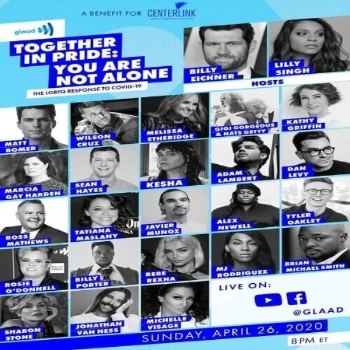 A BENEFIT FOR CENTERLINK
glaad
TOGETHER
IN PRIDE:
YOU ARE
NOT ALONE
THE LGBTQ RESPONSE TO COVID-19
BILLY
EICHNER
LILLY
SINGH
HOSTS
MATT
BOMER
WILSON
CRUZ
MELISSA
ETHERIDGE
GIGI GORGEOUS
& NATS GETTY
KATHY
GRIFFIN
MARCIA
GAY HARDEN
SEAN
HAYES
KESHA
ADAM
LAMBERT
DAN
LEVY
ROSS
MATHEWS
TATIANA
MASLANY
JAVIER
MUNOZ
ALEX
NEWELL
TYLER
OAKLEY
ROSIE
O'DONNELL
BILLY
PORTER
BEBE
REXHA
MJ
RODRIGUEZ
BRIAN
MICHAEL SMITH
SHARON
STONE
JONATHAN
VAN NESS
MICHELLE
VISAGE
LIVE ON:
@GLAAD
SUNDAY, APRIL 26, 2020
8PM ET